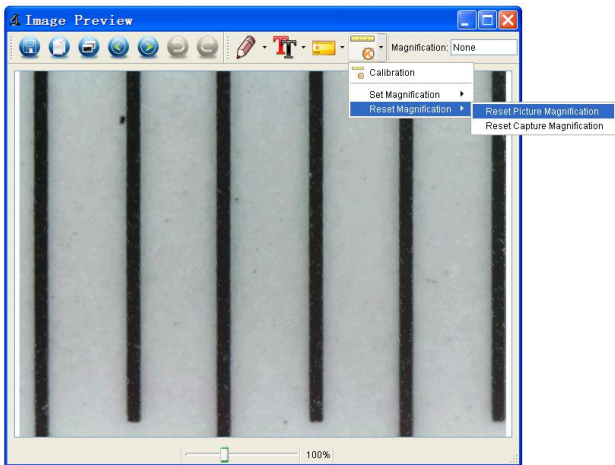 Image Preview
Magnification: None
Calibration
Set Magnification
Reset Magnification
Reset Picture Magnification
Reset Capture Magnification
100%